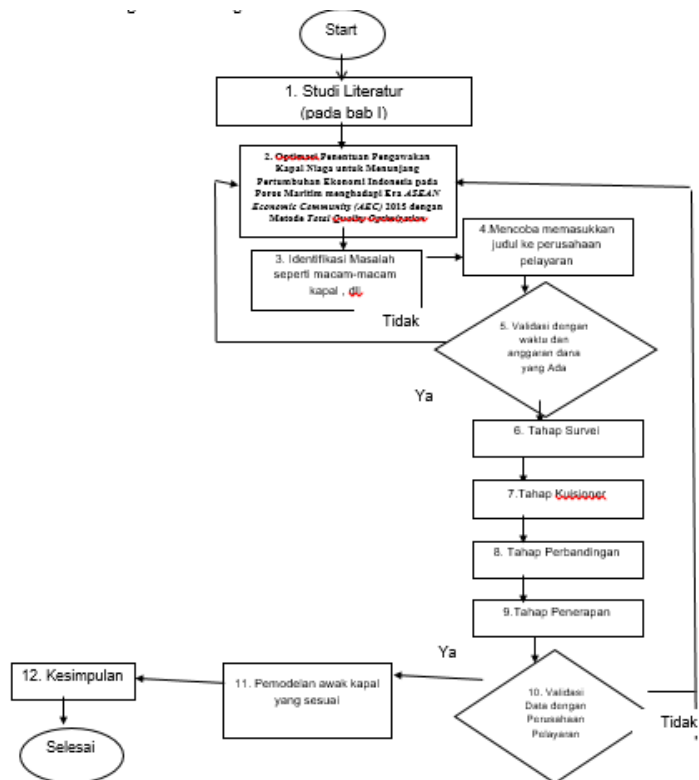 Start
1. Studi Literatur
(pada bab I)
2. Optimasi Penentuan Pengawakan
Kapal Niaga untuk Menunjang
Pertumbuhan Ekonomi Indonesia pada
Poros Maritim menghadapi Era ASEAN
Economic Community (AEC) 2015 dengan
Metode Total Quality Optimization
3. Identifikasi Masalah
seperti macam-macam
kapal , dll.
4.Mencoba memasukkan
judul ke perusahaan
pelayaran
Tidak
5. Validasi dengan
waktu dan
anggaran dana
yang Ada
Ya
6. Tahap Survei
7.Tahap Kuisioner
8. Tahap Perbandingan
9.Tahap Penerapan
Ya
10. Validasi
Data dengan
Perusahaan
Pelayaran
Tidak
11. Pemodelan awak kapal
yang sesuai
12. Kesimpulan
Selesai